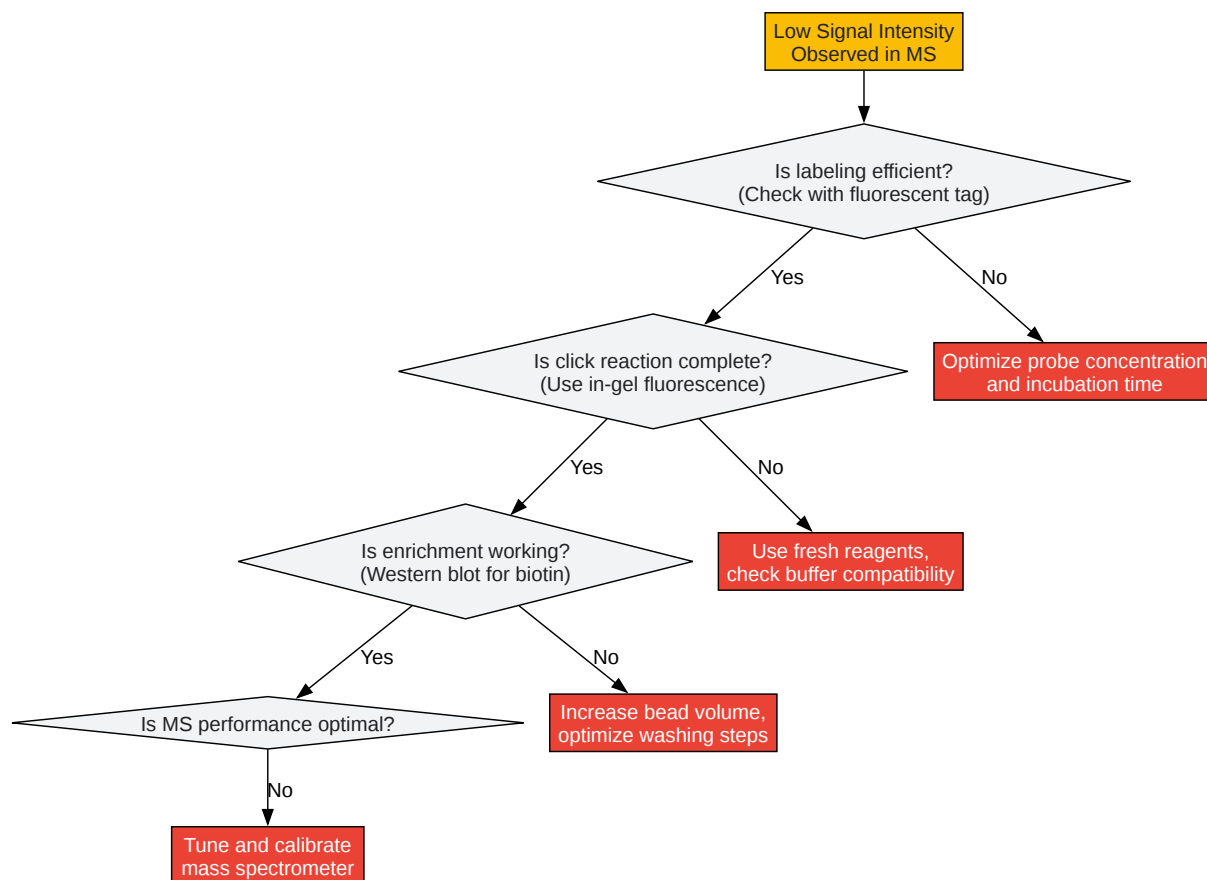 Low Signal Intensity
Observed in MS
Is labeling efficient?
(Check with fluorescent tag)
Yes
No
Is click reaction complete?
(Use in-gel fluorescence)
Optimize probe concentration
and incubation time
Yes
No
Is enrichment working?
(Western blot for biotin)
Use fresh reagents,
check buffer compatibility
Yes
No
Is MS performance optimal?
Increase bead volume,
optimize washing steps
No
Tune and calibrate
mass spectrometer